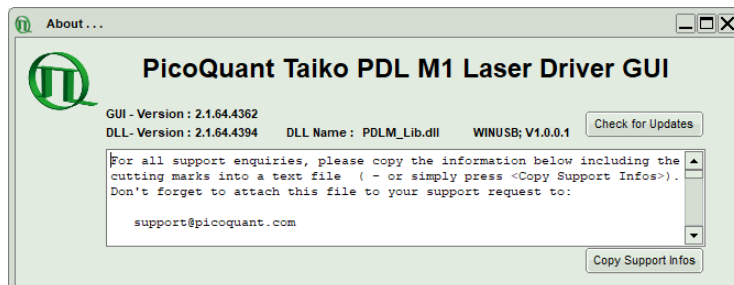 About . . .
PicoQuant Taiko PDL M1 Laser Driver GUI
GUI - Version : 2.1.64.4362
DLL- Version : 2.1.64.4394 DLL Name : PDLM_Lib.dll WINUSB; V1.0.0.1 Check for Updates
For all support enquiries, please copy the information below including the
cutting marks into a text file ( - or simply press <Copy Support Infos>).
Don't forget to attach this file to your support request to:
support@picoquant.com
Copy Support Infos